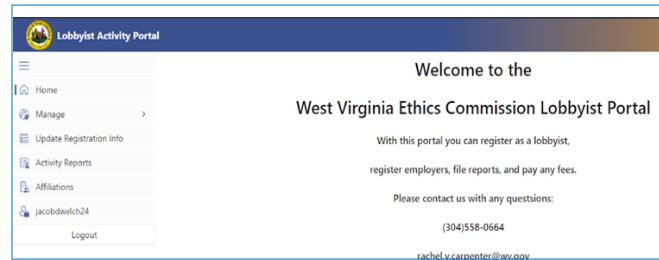 Lobbyist Activity Portal
Home
Manage
Update Registration Info
Activity Reports
Affiliations
jacobdwelch24
Logout
Welcome to the
West Virginia Ethics Commission Lobbyist Portal
With this portal you can register as a lobbyist,
register employers, file reports, and pay any fees.
Please contact us with any questsions:
(304)558-0664
rachel.v.carpenter@wv.gov